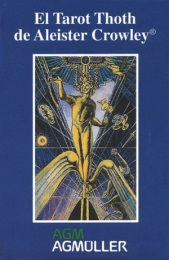 El Tarot Thoth
de Aleister Crowley®
AGM
AGMÜLLER